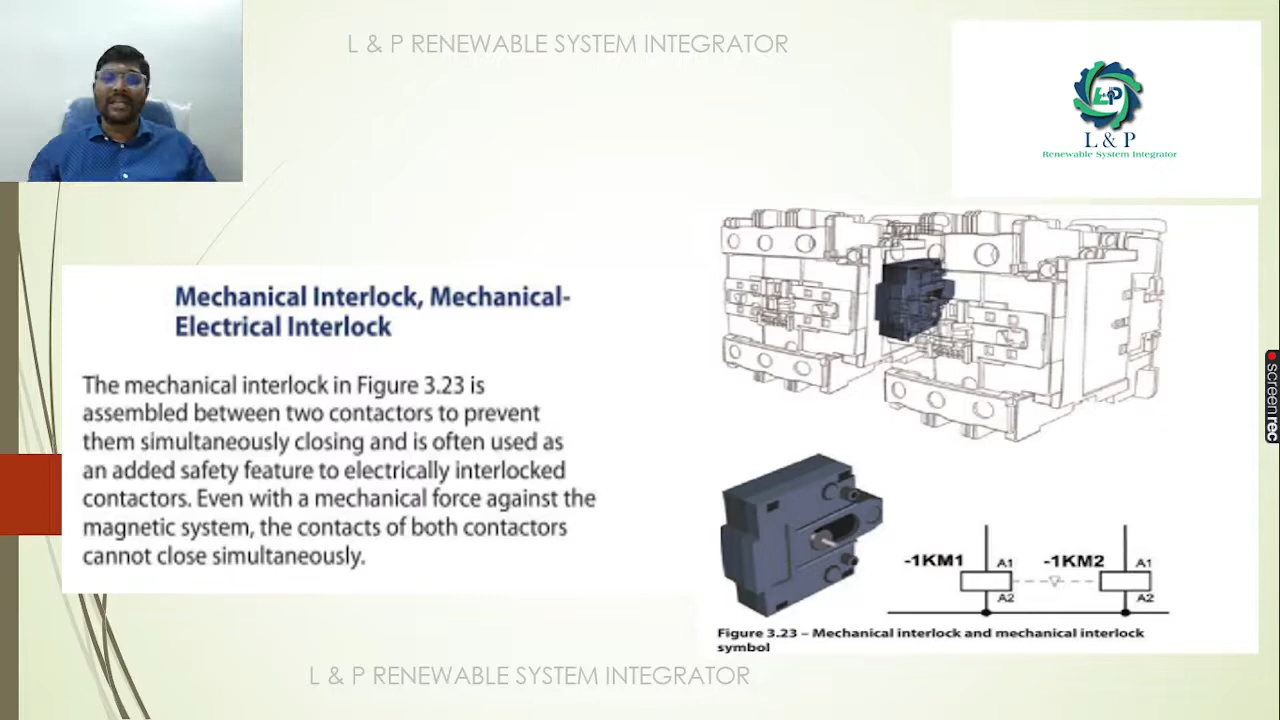 L & P RENEWABLE SYSTEM INTEGRATOR
L&P
L & P
Renewable System Integrator
Mechanical Interlock, Mechanical-
Electrical Interlock
The mechanical interlock in Figure 3.23 is
assembled between two contactors to prevent
them simultaneously closing and is often used as
an added safety feature to electrically interlocked
contactors. Even with a mechanical force against the
magnetic system, the contacts of both contactors
cannot close simultaneously.
-1KM1 A1 -1KM2 A1
A2 A2
Figure 3.23 – Mechanical interlock and mechanical interlock
symbol
L & P RENEWABLE SYSTEM INTEGRATOR
screenrec